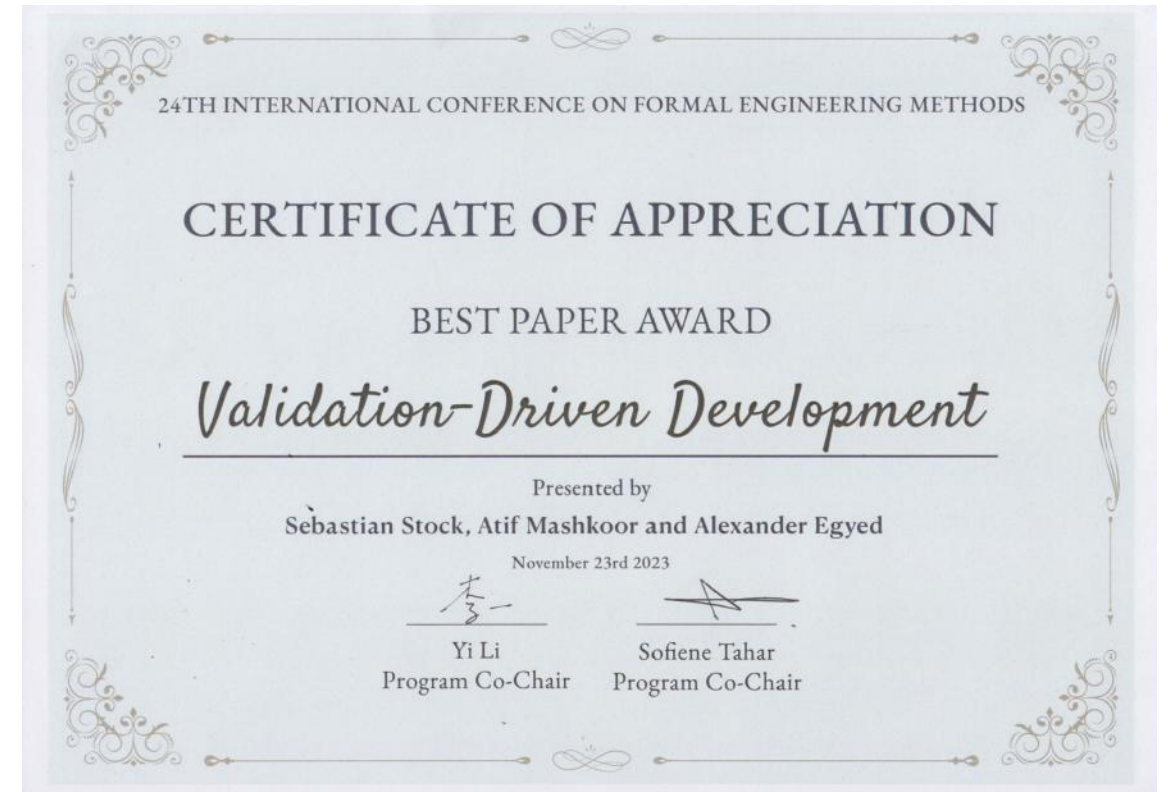 24TH INTERNATIONAL CONFERENCE ON FORMAL ENGINEERING METHODS
CERTIFICATE OF APPRECIATION
BEST PAPER AWARD
Validation-Driven Development
Presented by
Sebastian Stock, Atif Mashkoor and Alexander Egyed
November 23rd 2023
李一
Yi Li
Sofiene Tahar
Program Co-Chair
Program Co-Chair